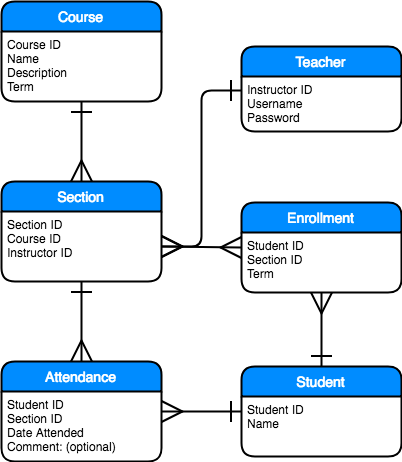 Course
Course ID
Name
Description
Term
Teacher
Instructor ID
Username
Password
Section
Section ID
Course ID
Instructor ID
Enrollment
Student ID
Section ID
Term
Attendance
Student ID
Section ID
Date Attended
Comment: (optional)
Student
Student ID
Name